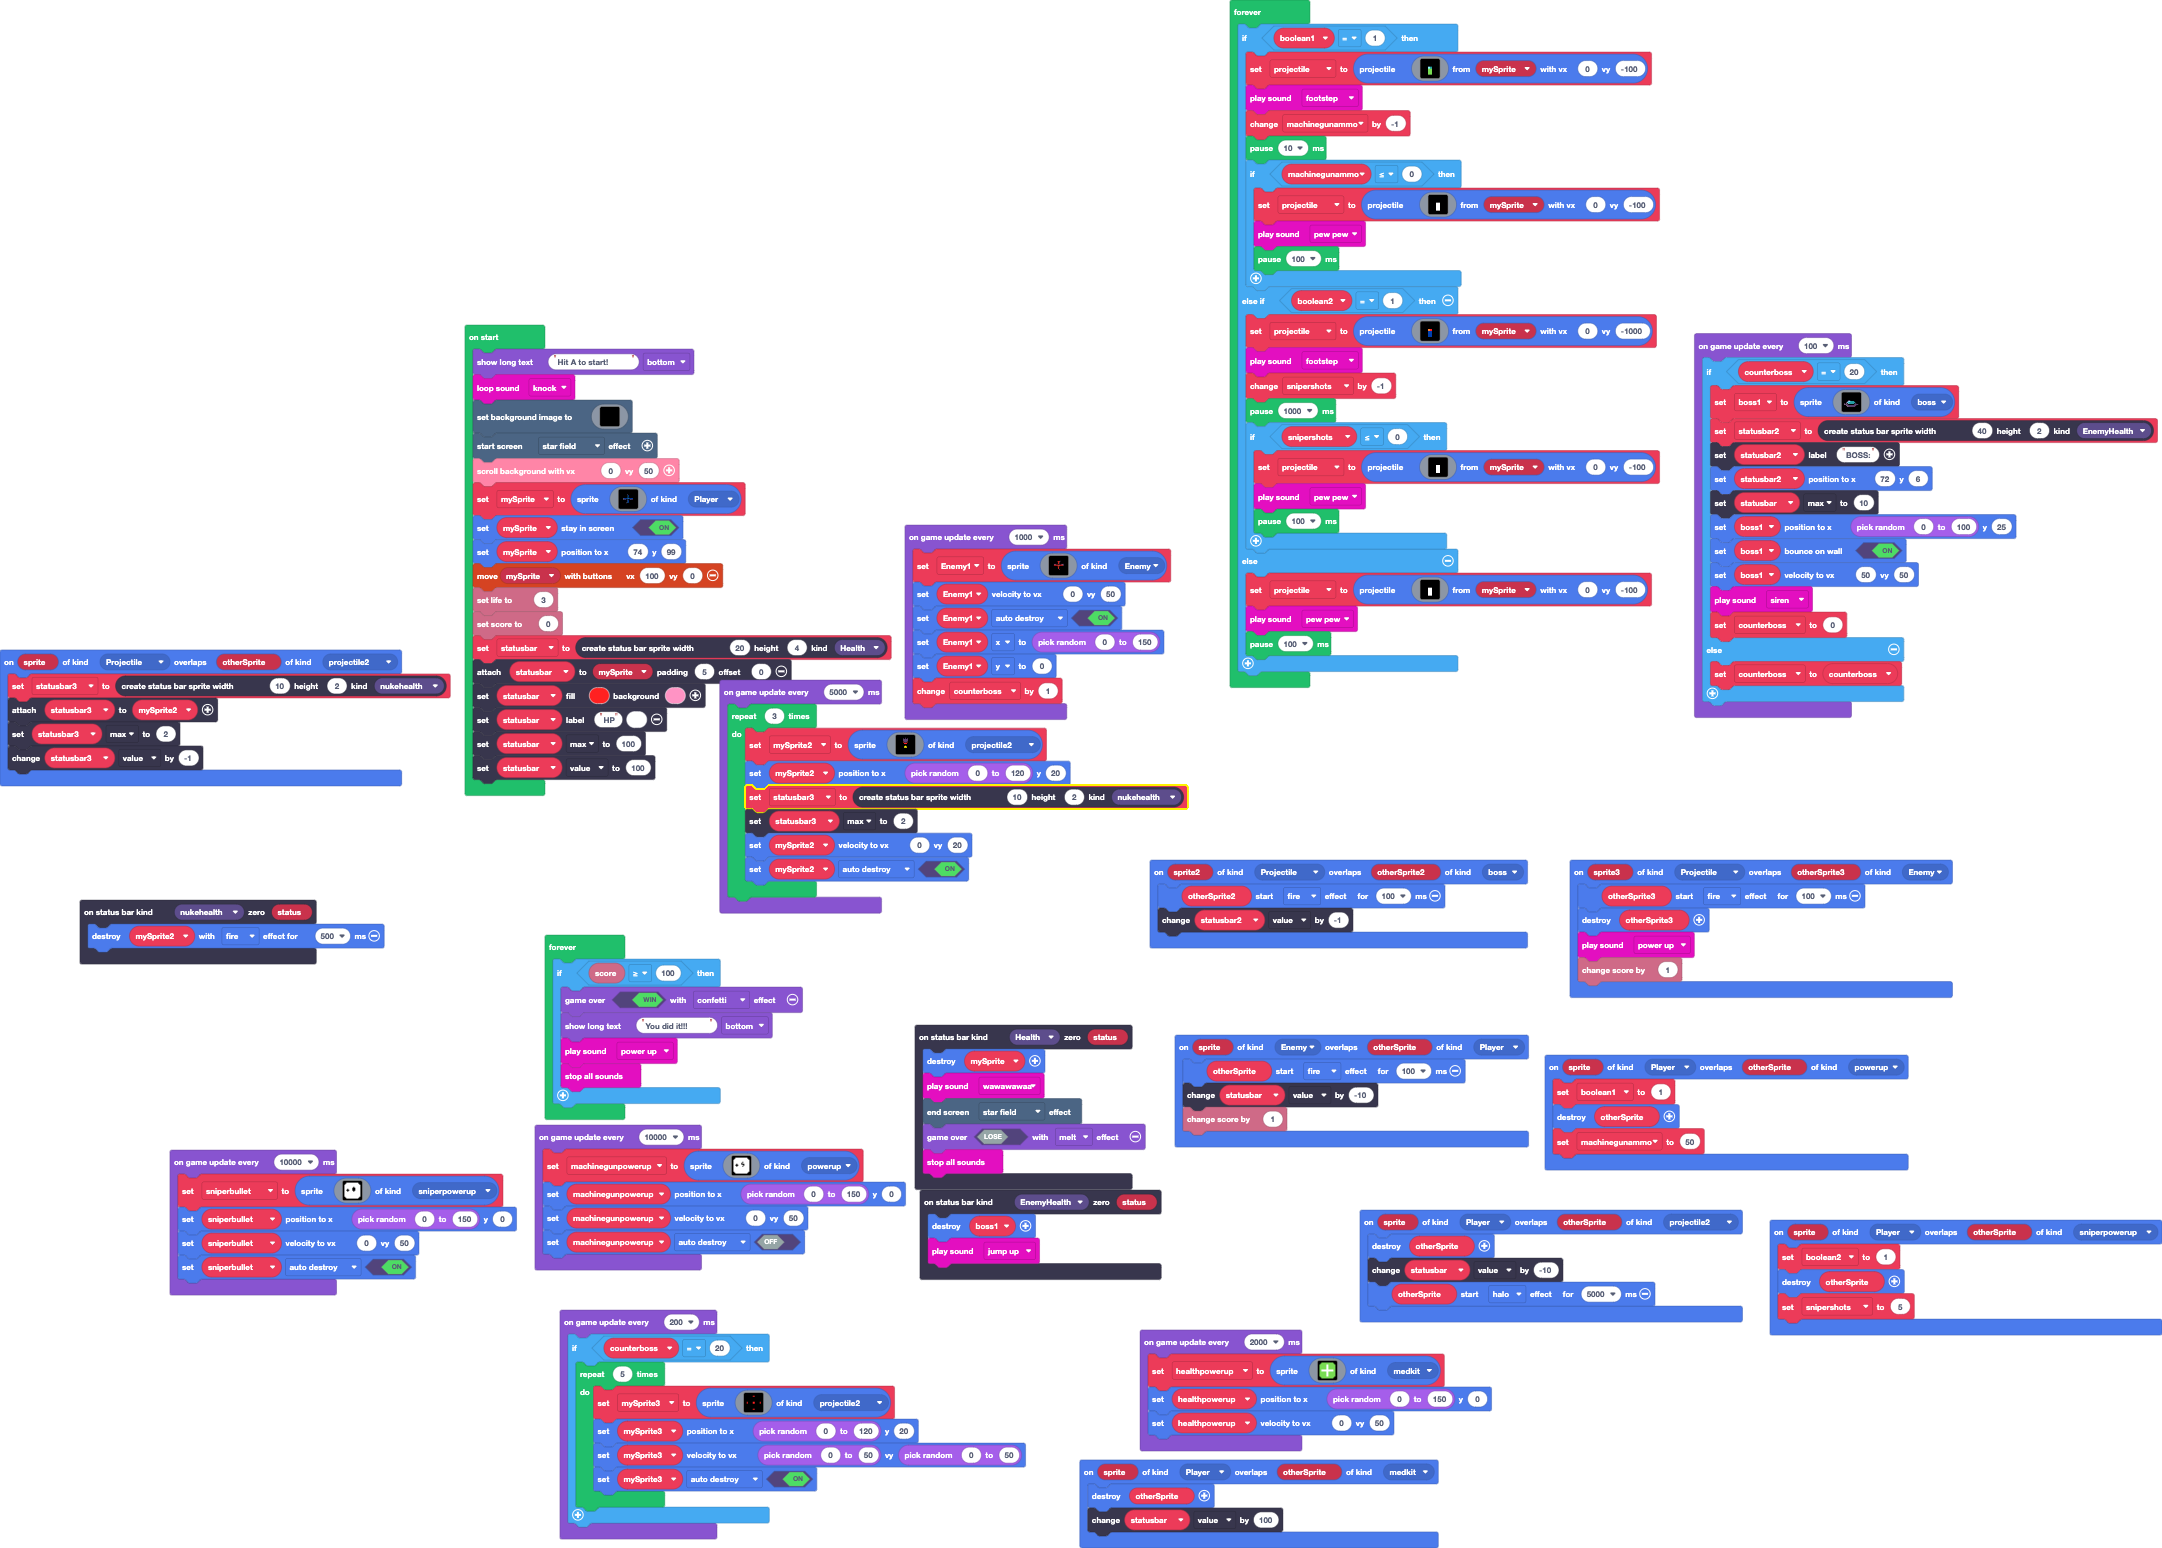 forever
if boolean1 = 1 then
set projectile to projectile from mySprite with vx 0 vy -100
play sound footstep
change machinegunammo by -1
pause 10 ms
if machinegunammo ≤ 0 then
set projectile to projectile from mySprite with vx 0 vy -100
play sound pew pew
pause 100 ms
else if boolean2 = 1 then
set projectile to projectile from mySprite with vx 0 vy -1000
play sound footstep
change snipershots by -1
pause 1000 ms
if snipershots ≤ 0 then
set projectile to projectile from mySprite with vx 0 vy -100
play sound pew pew
pause 100 ms
else
set projectile to projectile from mySprite with vx 0 vy -100
play sound pew pew
pause 100 ms
on start
show long text "Hit A to start!" bottom
loop sound knock
set background image to
start screen star field effect
scroll background with vx 0 vy 50
set mySprite to sprite of kind Player
set mySprite stay in screen ON
set mySprite position to x 74 y 99
move mySprite with buttons vx 100 vy 0
set life to 3
set score to 0
set statusbar to create status bar sprite width 20 height 4 kind Health
attach statusbar to mySprite padding 5 offset 0
set statusbar fill background
set statusbar label "HP"
set statusbar max to 100
set statusbar value to 100
on game update every 100 ms
if counterboss = 20 then
set boss1 to sprite of kind boss
set statusbar2 to create status bar sprite width 40 height 2 kind EnemyHealth
set statusbar2 label "BOSS:"
set statusbar2 position to x 72 y 6
set statusbar max to 10
set boss1 position to x pick random 0 to 100 y 25
set boss1 bounce on wall ON
set boss1 velocity to vx 50 vy 50
play sound siren
set counterboss to 0
else
set counterboss to counterboss
on game update every 1000 ms
set Enemy1 to sprite of kind Enemy
set Enemy1 velocity to vx 0 vy 50
set Enemy1 auto destroy ON
set Enemy1 x to pick random 0 to 150
set Enemy1 y to 0
change counterboss by 1
on sprite of kind Projectile overlaps otherSprite of kind projectile2
set statusbar3 to create status bar sprite width 10 height 2 kind nukehealth
attach statusbar3 to mySprite2
set statusbar3 max to 2
change statusbar3 value by -1
on game update every 5000 ms
repeat 3 times
do
set mySprite2 to sprite of kind projectile2
set mySprite2 position to x pick random 0 to 120 y 20
set statusbar3 to create status bar sprite width 10 height 2 kind nukehealth
set statusbar3 max to 2
set mySprite2 velocity to vx 0 vy 20
set mySprite2 auto destroy ON
on sprite2 of kind Projectile overlaps otherSprite2 of kind boss
otherSprite2 start fire effect for 100 ms
change statusbar2 value by -1
on sprite3 of kind Projectile overlaps otherSprite3 of kind Enemy
otherSprite3 start fire effect for 100 ms
destroy otherSprite3
play sound power up
change score by 1
on status bar kind nukehealth zero status
destroy mySprite2 with fire effect for 500 ms
forever
if score ≥ 100 then
game over WIN with confetti effect
show long text "You did it!!!" bottom
play sound power up
stop all sounds
on status bar kind Health zero status
destroy mySprite
play sound wawawawaa
end screen star field effect
game over LOSE with melt effect
stop all sounds
on sprite of kind Enemy overlaps otherSprite of kind Player
otherSprite start fire effect for 100 ms
change statusbar value by -10
change score by 1
on sprite of kind Player overlaps otherSprite of kind powerup
set boolean1 to 1
destroy otherSprite
set machinegunammo to 50
on game update every 10000 ms
set machinegunpowerup to sprite of kind powerup
set machinegunpowerup position to x pick random 0 to 150 y 0
set machinegunpowerup velocity to vx 0 vy 50
set machinegunpowerup auto destroy OFF
on game update every 10000 ms
set sniperbullet to sprite of kind sniperpowerup
set sniperbullet position to x pick random 0 to 150 y 0
set sniperbullet velocity to vx 0 vy 50
set sniperbullet auto destroy ON
on status bar kind EnemyHealth zero status
destroy boss1
play sound jump up
on sprite of kind Player overlaps otherSprite of kind projectile2
destroy otherSprite
change statusbar value by -10
otherSprite start halo effect for 5000 ms
on sprite of kind Player overlaps otherSprite of kind sniperpowerup
set boolean2 to 1
destroy otherSprite
set snipershots to 5
on game update every 200 ms
if counterboss = 20 then
repeat 5 times
do
set mySprite3 to sprite of kind projectile2
set mySprite3 position to x pick random 0 to 120 y 20
set mySprite3 velocity to vx pick random 0 to 50 vy pick random 0 to 50
set mySprite3 auto destroy ON
on game update every 2000 ms
set healthpowerup to sprite of kind medkit
set healthpowerup position to x pick random 0 to 150 y 0
set healthpowerup velocity to vx 0 vy 50
on sprite of kind Player overlaps otherSprite of kind medkit
destroy otherSprite
change statusbar value by 100